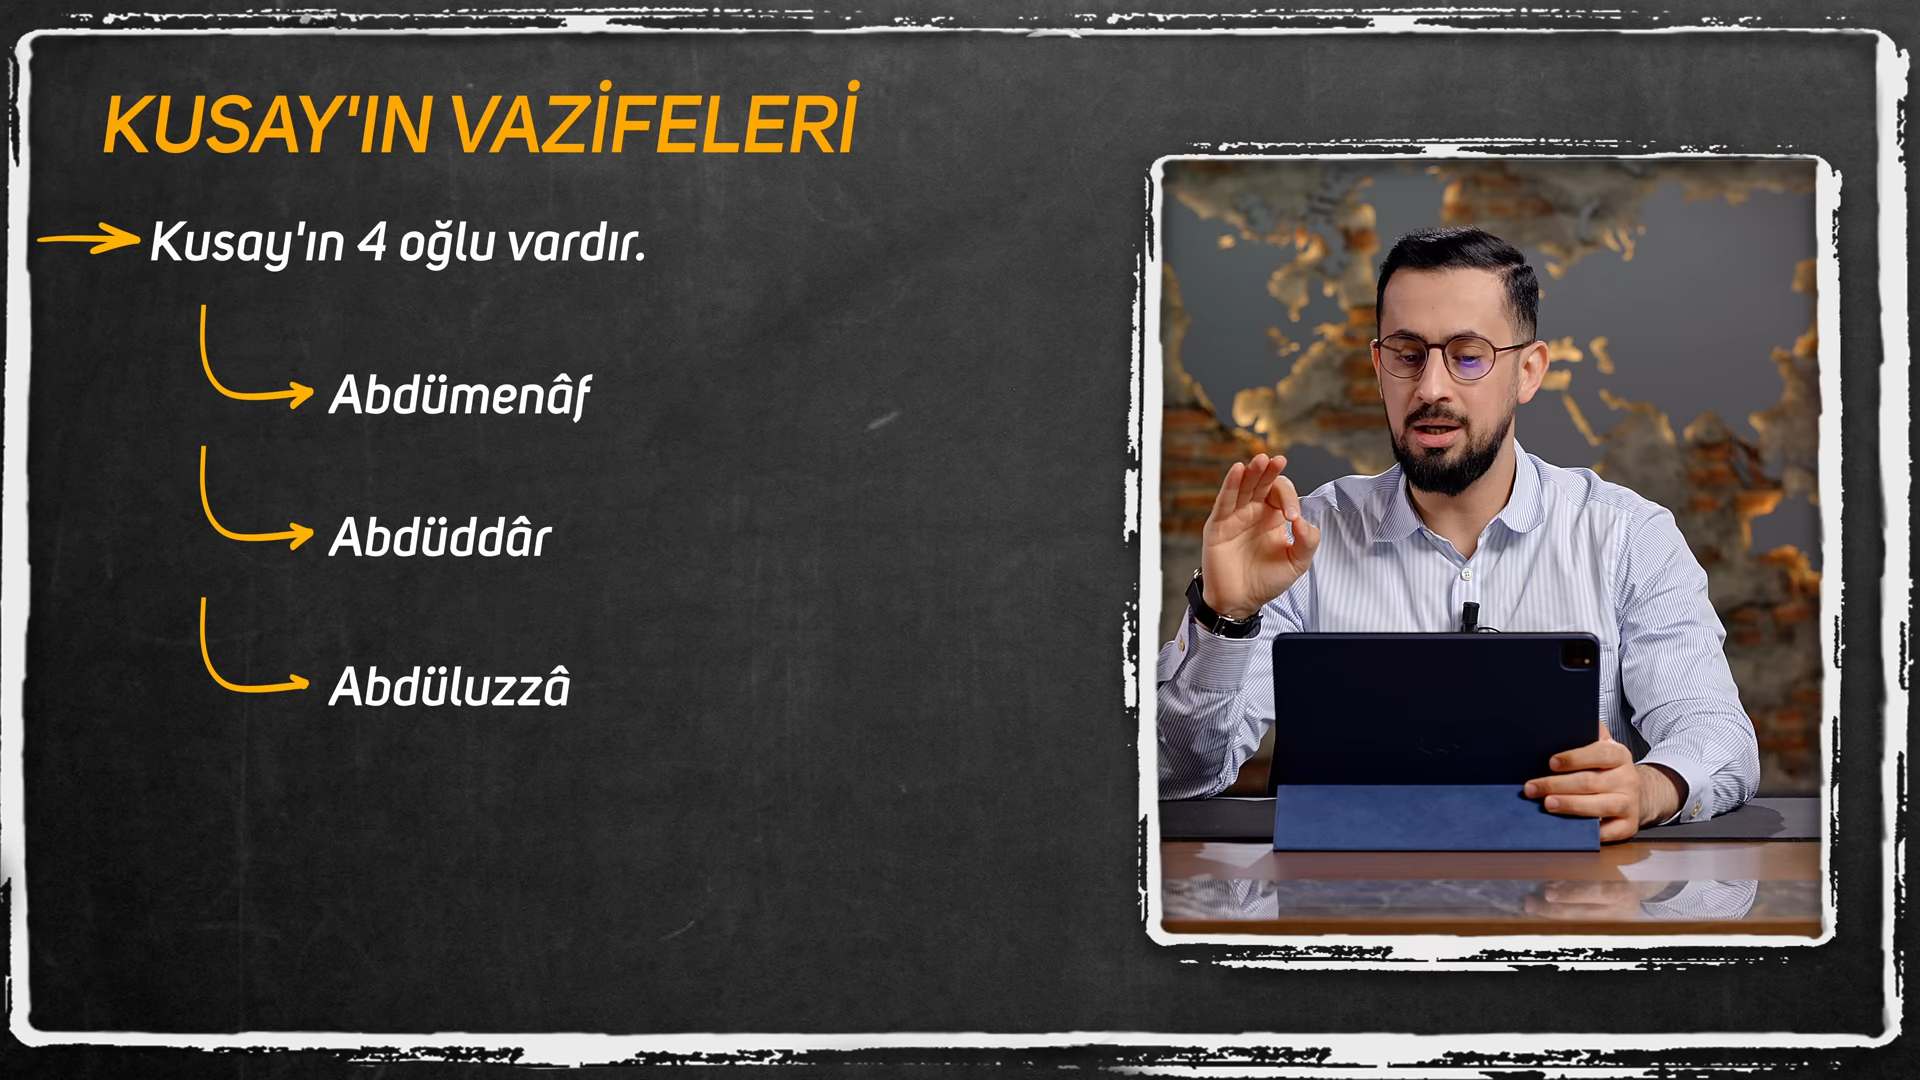 KUSAY'IN VAZİFELERİ
Kusay'ın 4 oğlu vardır.
Abdümenâf
Abdüddâr
Abdüluzzâ